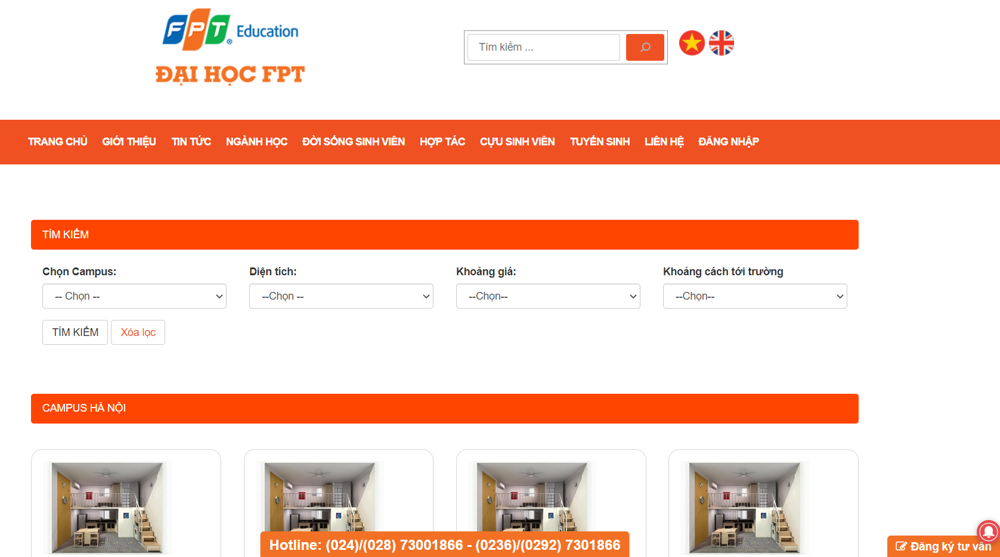 FPT Education
ĐẠI HỌC FPT
Tìm kiếm ...
TRANG CHỦ GIỚI THIỆU TIN TỨC NGÀNH HỌC ĐỜI SỐNG SINH VIÊN HỢP TÁC CỰU SINH VIÊN TUYỂN SINH LIÊN HỆ ĐĂNG NHẬP
TÌM KIẾM
Chọn Campus: Diện tích: Khoảng giá: Khoảng cách tới trường
-- Chọn -- --Chọn -- --Chọn-- --Chọn--
TÌM KIẾM Xóa lọc
CAMPUS HÀ NỘI
Hotline: (024)/(028) 73001866 - (0236)/(0292) 7301866
Đăng ký tư vấn